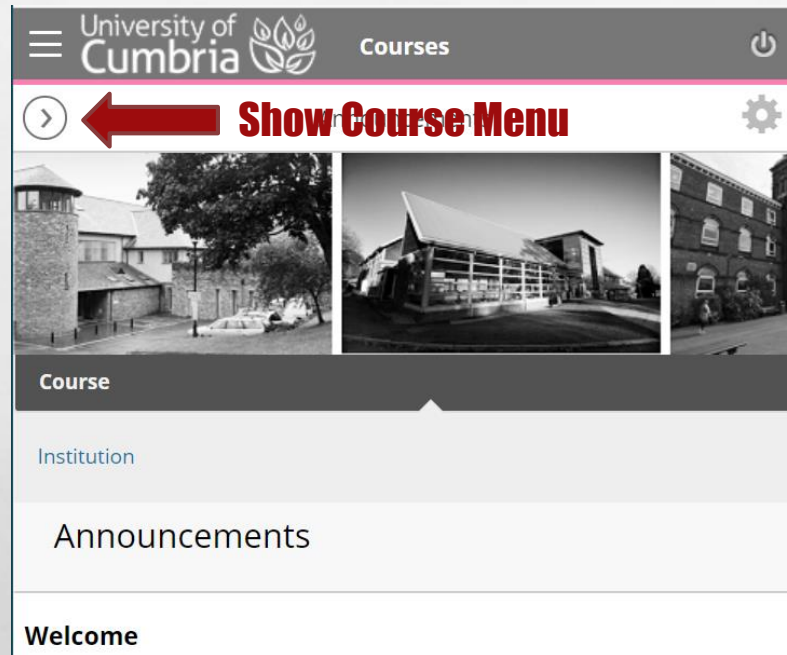 University of
Cumbria
Courses
Show Course Menu
Course
Institution
Announcements
Welcome